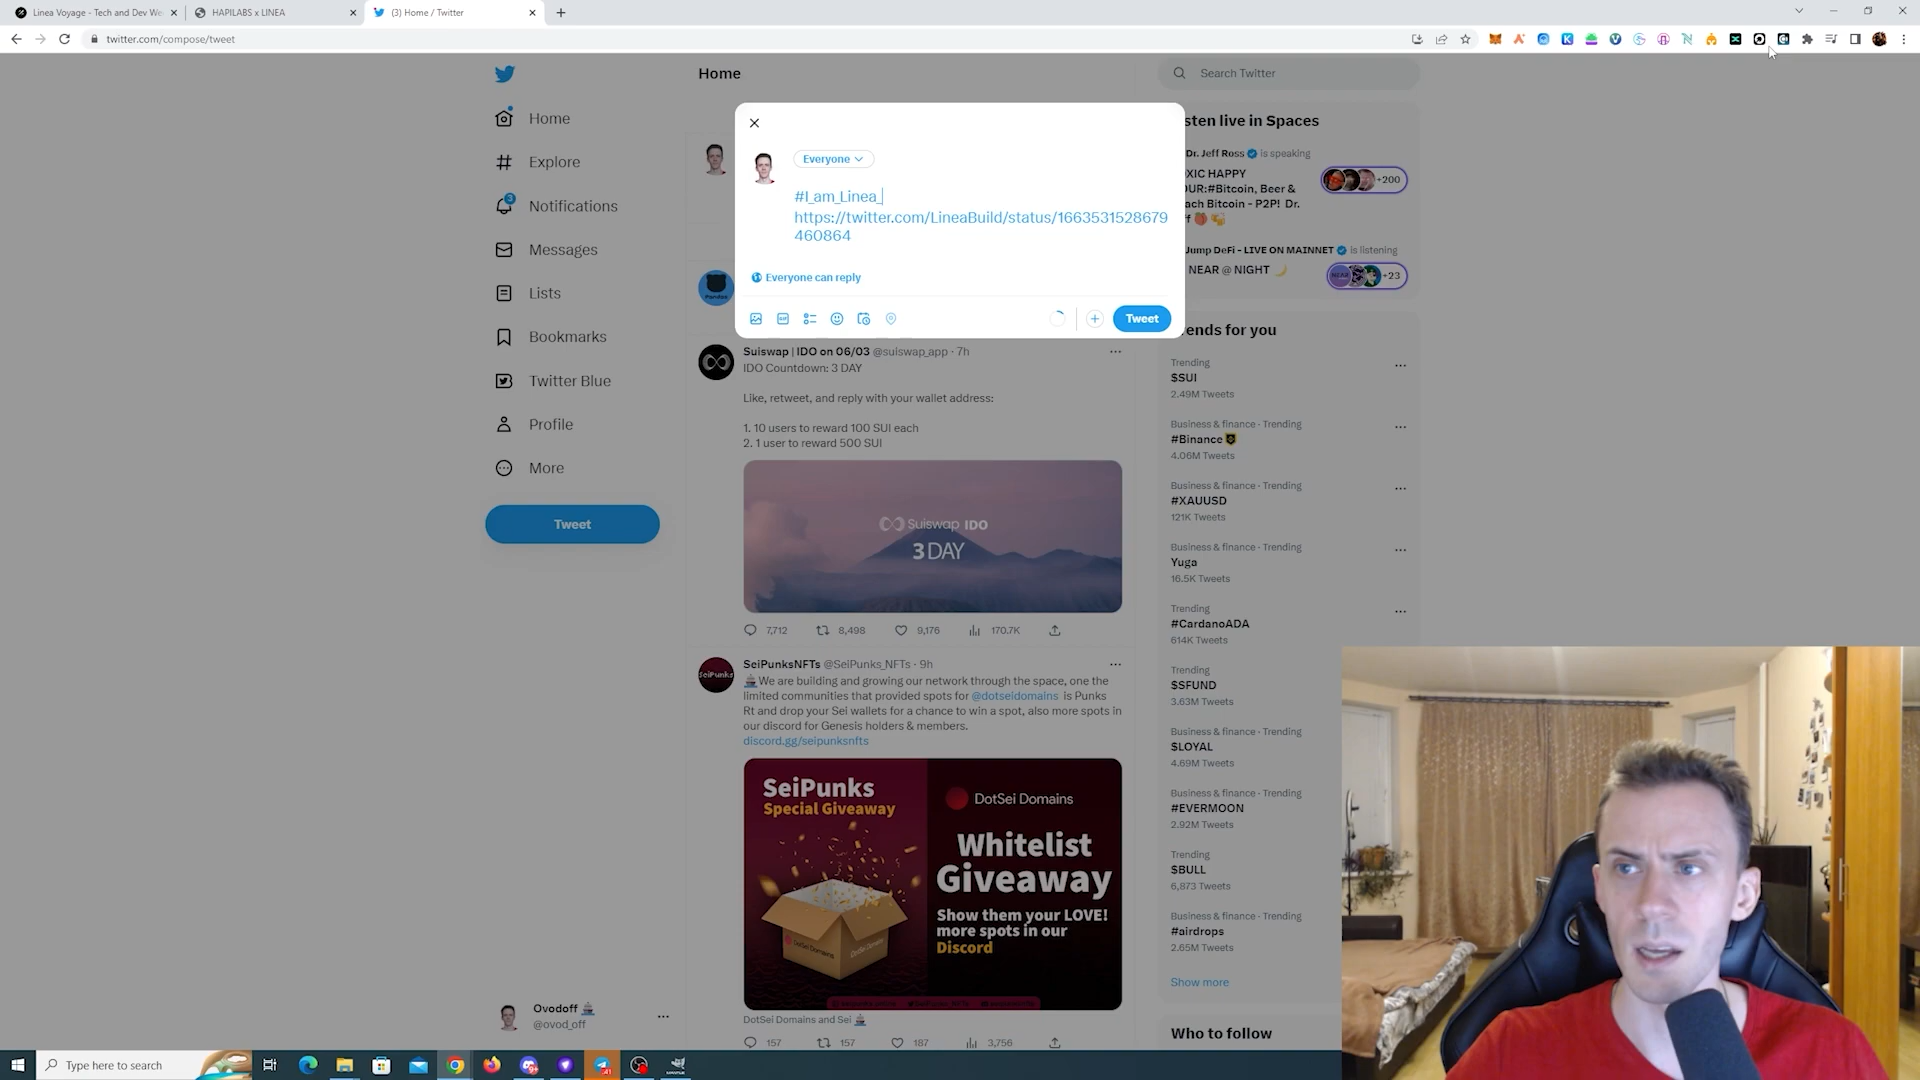 Linea Voyage - Tech and Dev We
HAPILABS x LINEA
(3) Home / Twitter
twitter.com/compose/tweet
Home
Explore
3
Notifications
Messages
Lists
Bookmarks
Twitter Blue
Profile
More
Tweet
Ovodoff
@ovod_off
Home
Everyone
#I_am_Linea_
https://twitter.com/LineaBuild/status/1663531528679
460864
Everyone can reply
Tweet
Suiswap | IDO on 06/03 @suiswap_app · 7h
IDO Countdown: 3 DAY
Like, retweet, and reply with your wallet address:
1. 10 users to reward 100 SUI each
2. 1 user to reward 500 SUI
Suiswap IDO
3 DAY
7,712
8,498
9,176
170.7K
SeiPunksNFTs @SeiPunks_NFTs · 9h
We are building and growing our network through the space, one the
limited communities that provided spots for @dotseidomains is Punks
Rt and drop your Sei wallets for a chance to win a spot, also more spots in
our discord for Genesis holders & members.
discord.gg/seipunksnfts
SeiPunks
Special Giveaway
DotSei Domains
Whitelist
Giveaway
Show them your LOVE!
more spots in our
Discord
DotSei Domains and Sei
157
157
187
3,756
Search Twitter
sten live in Spaces
Dr. Jeff Ross is speaking
XIC HAPPY
OUR:#Bitcoin, Beer &
ach Bitcoin - P2P! Dr.
ff
+200
Jump DeFi - LIVE ON MAINNET is listening
NEAR @ NIGHT
+23
ends for you
Trending
$SUI
2.49M Tweets
Business & finance · Trending
#Binance
4.06M Tweets
Business & finance · Trending
#XAUUSD
121K Tweets
Business & finance · Trending
Yuga
16.5K Tweets
Trending
#CardanoADA
614K Tweets
Trending
$SFUND
3.63M Tweets
Business & finance · Trending
$LOYAL
4.69M Tweets
Business & finance · Trending
#EVERMOON
2.92M Tweets
Trending
$BULL
6,873 Tweets
Business & finance · Trending
#airdrops
2.65M Tweets
Show more
Who to follow
Type here to search